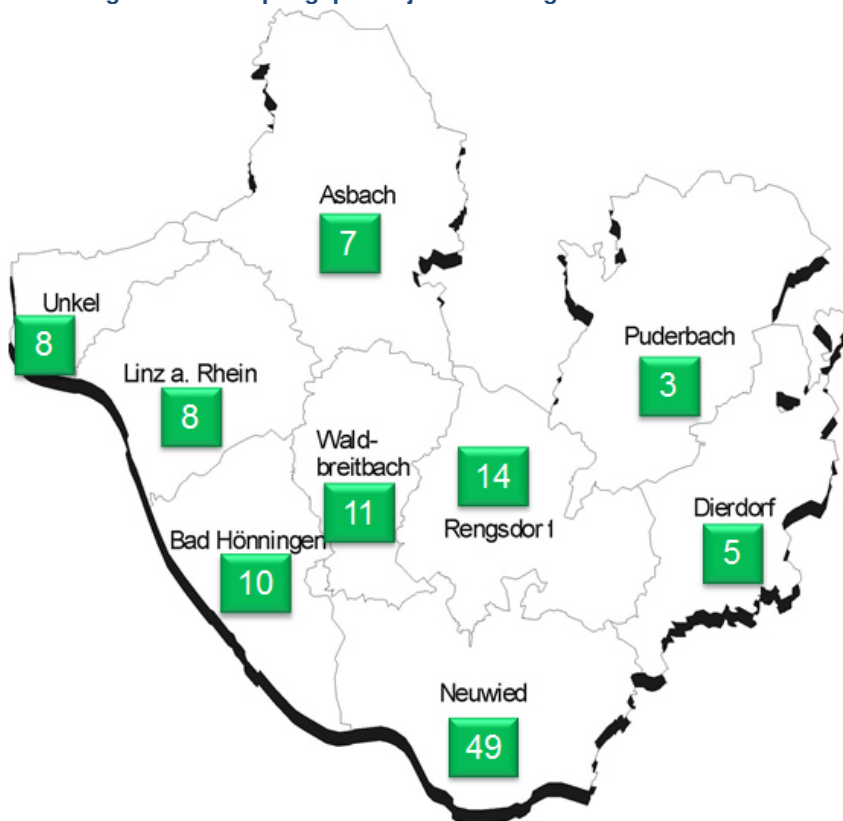 Asbach
7
Unkel
8
Linz a. Rhein
8
Puderbach
3
Wald-
breitbach
11
14
Rengsdorf
Dierdorf
5
Bad Hönningen
10
Neuwied
49